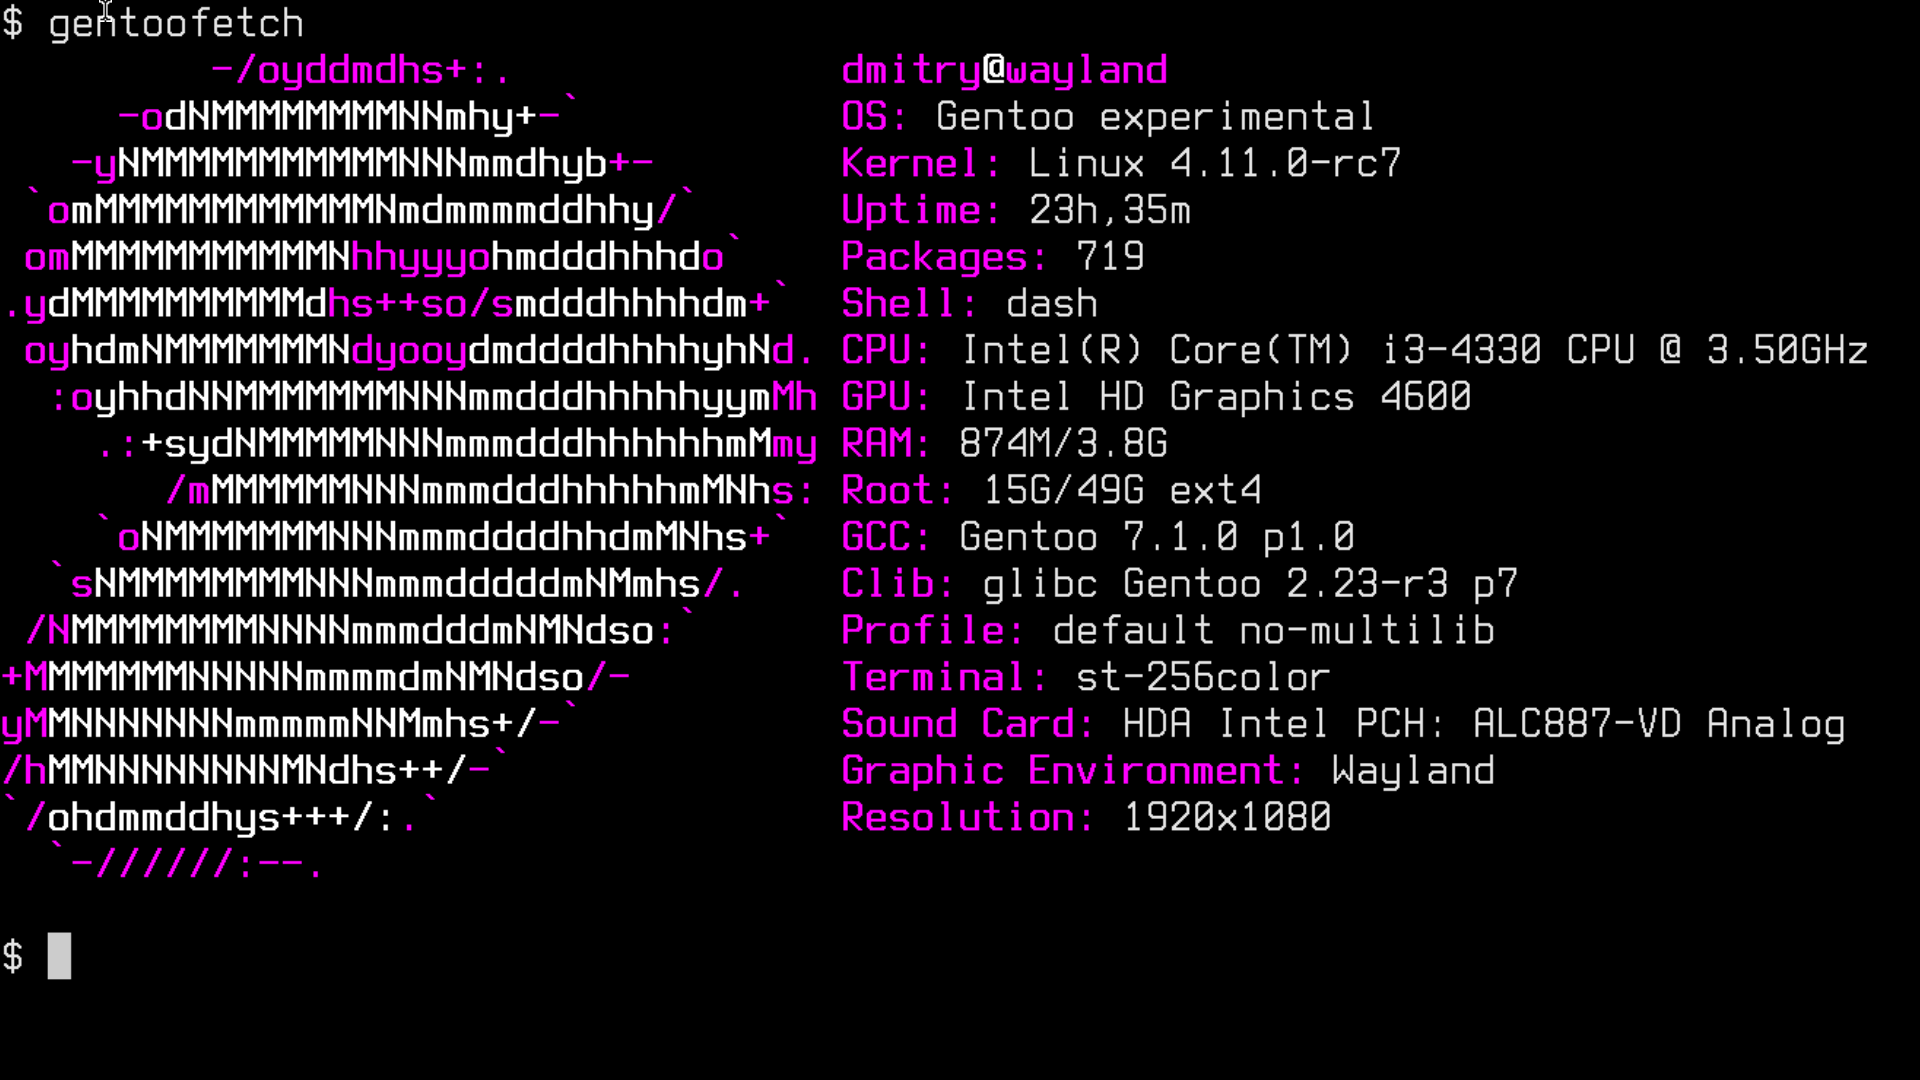 $ gentoofetch
         -/oyddmdhs+:.              dmitry@wayland
     -odNMMMMMMMMNNmhy+-`           OS: Gentoo experimental
   -yNMMMMMMMMMMMNNNmmdhyb+-        Kernel: Linux 4.11.0-rc7
 `omMMMMMMMMMMMMNmdmmmmddhhy/`      Uptime: 23h,35m
 omMMMMMMMMMMMNhhyyyohmdddhhhdo`    Packages: 719
.ydMMMMMMMMMMdhs++so/smdddhhhhdm+`  Shell: dash
 oyhdmNMMMMMMMNdyooydmddddhhhhyhNd. CPU: Intel(R) Core(TM) i3-4330 CPU @ 3.50GHz
  :oyhhdNNMMMMMMMNNNmmdddhhhhhyymMh GPU: Intel HD Graphics 4600
    .:+sydNMMMMMNNNmmmdddhhhhhhmMmy RAM: 874M/3.8G
       /mMMMMMMNNNmmmdddhhhhhmMNhs: Root: 15G/49G ext4
    `oNMMMMMMMNNNmmmddddhhdmMNhs+`  GCC: Gentoo 7.1.0 p1.0
  `sNMMMMMMMMNNNmmmdddddmNMmhs/.    Clib: glibc Gentoo 2.23-r3 p7
 /NMMMMMMMMNNNNmmmdddmNMNdso:`      Profile: default no-multilib
+MMMMMMMNNNNNmmmmdmNMNdso/-         Terminal: st-256color
yMMNNNNNNNmmmmmNNMmhs+/-`           Sound Card: HDA Intel PCH: ALC887-VD Analog
/hMMNNNNNNNNMNdhs++/-`              Graphic Environment: Wayland
`/ohdmmddhys+++/:.`                 Resolution: 1920x1080
  `-//////:--.
$